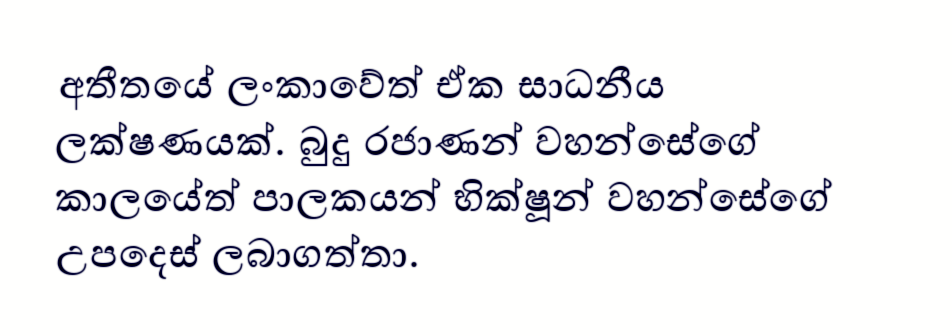 අතීතයේ ලංකාවේත් ඒක සාධනීය
ලක්ෂණයක්. බුදු රජාණන් වහන්සේගේ
කාලයේත් පාලකයන් භික්ෂූන් වහන්සේගේ
උපදෙස් ලබාගත්තා.